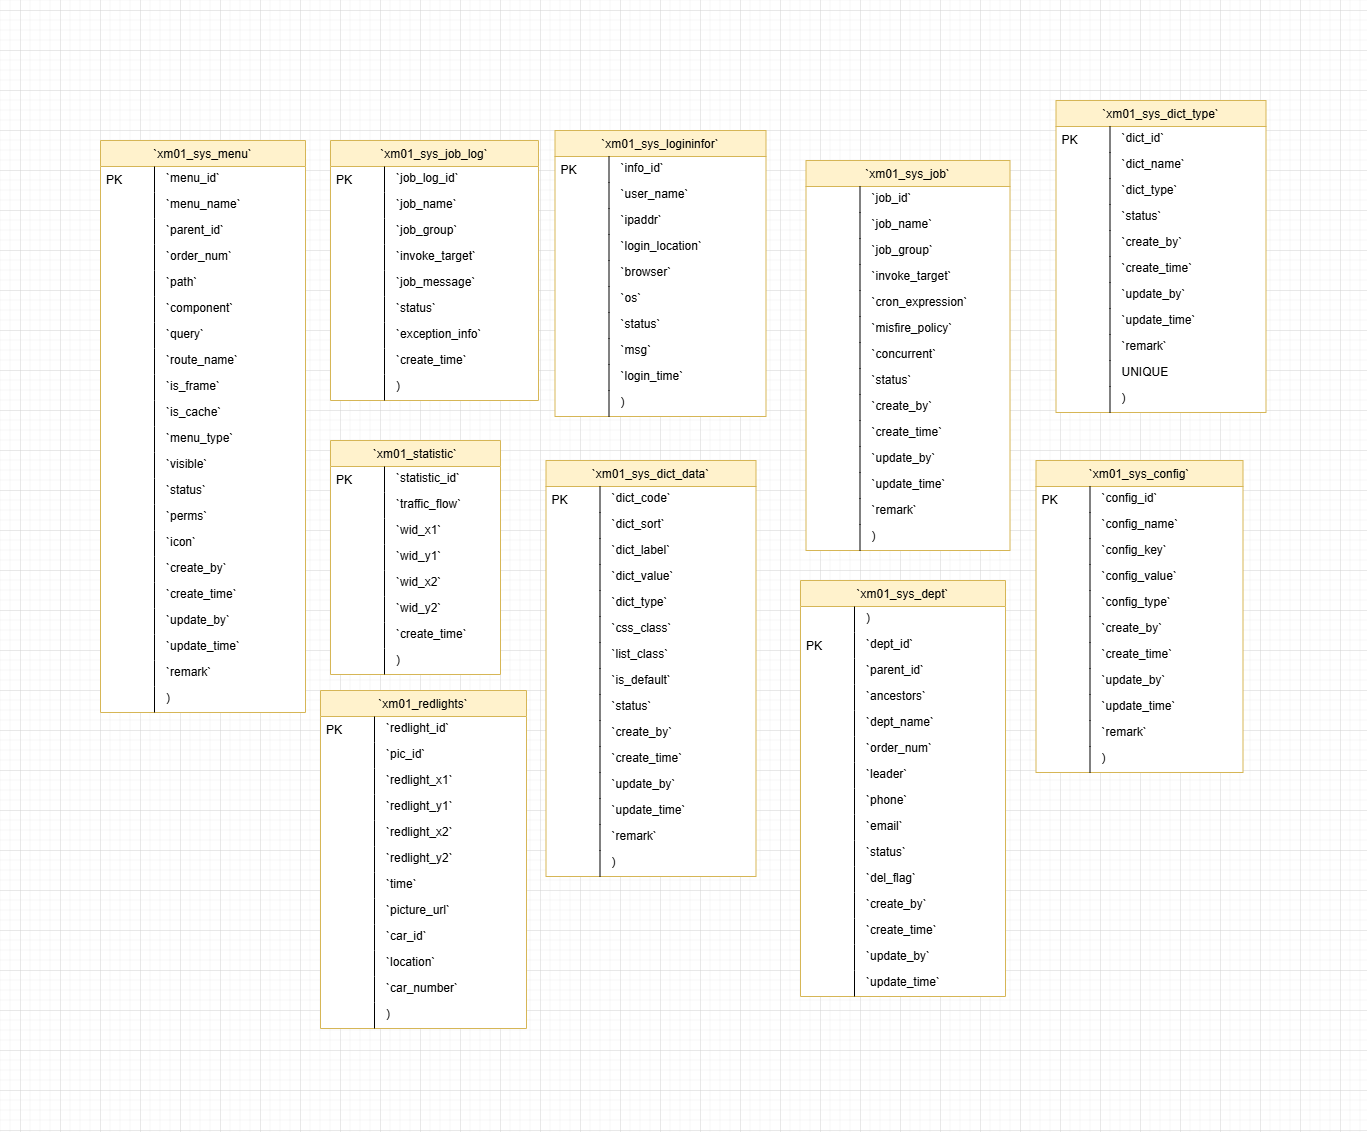 `xm01_sys_menu`
PK
`menu_id`
`menu_name`
`parent_id`
`order_num`
`path`
`component`
`query`
`route_name`
`is_frame`
`is_cache`
`menu_type`
`visible`
`status`
`perms`
`icon`
`create_by`
`create_time`
`update_by`
`update_time`
`remark`
)
`xm01_sys_job_log`
PK
`job_log_id`
`job_name`
`job_group`
`invoke_target`
`job_message`
`status`
`exception_info`
`create_time`
)
`xm01_statistic`
PK
`statistic_id`
`traffic_flow`
`wid_x1`
`wid_y1`
`wid_x2`
`wid_y2`
`create_time`
)
`xm01_redlights`
PK
`redlight_id`
`pic_id`
`redlight_x1`
`redlight_y1`
`redlight_x2`
`redlight_y2`
`time`
`picture_url`
`car_id`
`location`
`car_number`
)
`xm01_sys_logininfor`
PK
`info_id`
`user_name`
`ipaddr`
`login_location`
`browser`
`os`
`status`
`msg`
`login_time`
)
`xm01_sys_dict_data`
PK
`dict_code`
`dict_sort`
`dict_label`
`dict_value`
`dict_type`
`css_class`
`list_class`
`is_default`
`status`
`create_by`
`create_time`
`update_by`
`update_time`
`remark`
)
`xm01_sys_job`
`job_id`
`job_name`
`job_group`
`invoke_target`
`cron_expression`
`misfire_policy`
`concurrent`
`status`
`create_by`
`create_time`
`update_by`
`update_time`
`remark`
)
`xm01_sys_dept`
)
PK
`dept_id`
`parent_id`
`ancestors`
`dept_name`
`order_num`
`leader`
`phone`
`email`
`status`
`del_flag`
`create_by`
`create_time`
`update_by`
`update_time`
`xm01_sys_dict_type`
PK
`dict_id`
`dict_name`
`dict_type`
`status`
`create_by`
`create_time`
`update_by`
`update_time`
`remark`
UNIQUE
)
`xm01_sys_config`
PK
`config_id`
`config_name`
`config_key`
`config_value`
`config_type`
`create_by`
`create_time`
`update_by`
`update_time`
`remark`
)